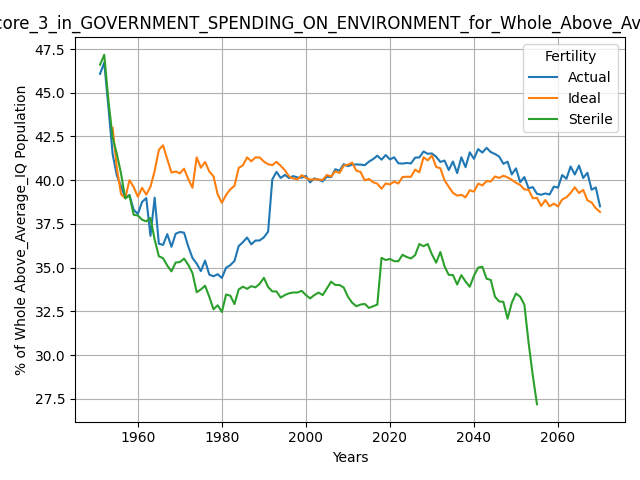 core_3_in_GOVERNMENT_SPENDING_ON_ENVIRONMENT_for_Whole_Above_Av
Fertility
Actual
Ideal
Sterile
% of Whole Above_Average_IQ Population
47.5
45.0
42.5
40.0
37.5
35.0
32.5
30.0
27.5
1960
1980
2000
2020
2040
2060
Years